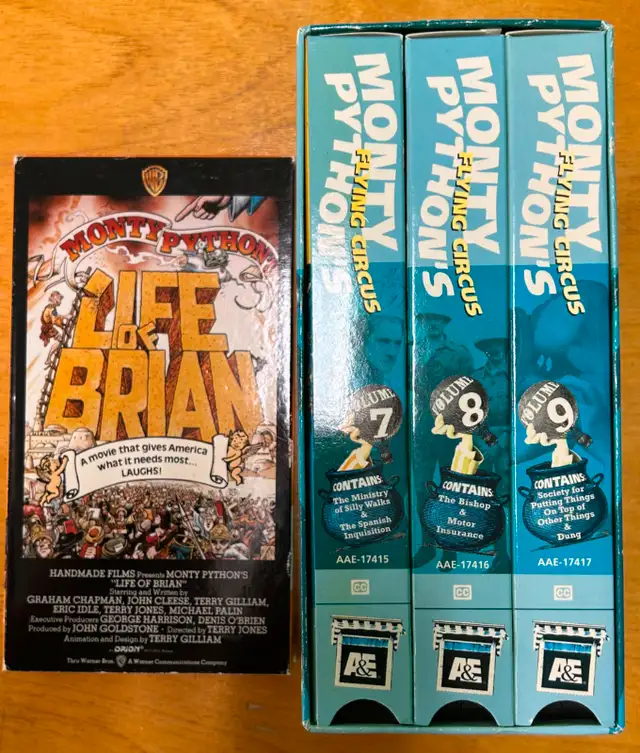 WB
MONTY PYTHON'S
LIFE
OF
BRIAN
A movie that gives America
what it needs most...
LAUGHS!
HANDMADE FILMS Presents MONTY PYTHON'S
"LIFE OF BRIAN"
Starring and Written by
GRAHAM CHAPMAN, JOHN CLEESE, TERRY GILLIAM,
ERIC IDLE, TERRY JONES, MICHAEL PALIN
Executive Producers GEORGE HARRISON, DENIS O'BRIEN
Produced by JOHN GOLDSTONE · Directed by TERRY JONES
Animation and Design by TERRY GILLIAM
AN ORION PICTURES Release
Thru Warner Bros. A Warner Communications Company
MONTY
PYTHON'S
FLYING CIRCUS
VOLUME
7
CONTAINS:
The Ministry
of Silly Walks
&
The Spanish
Inquisition
AAE-17415
CC
A&E
MONTY
PYTHON'S
FLYING CIRCUS
VOLUME
8
CONTAINS:
The Bishop
&
Motor
Insurance
AAE-17416
CC
A&E
MONTY
PYTHON'S
FLYING CIRCUS
VOLUME
9
CONTAINS:
Society for
Putting Things
On Top of
Other Things
&
Dung
AAE-17417
CC
A&E